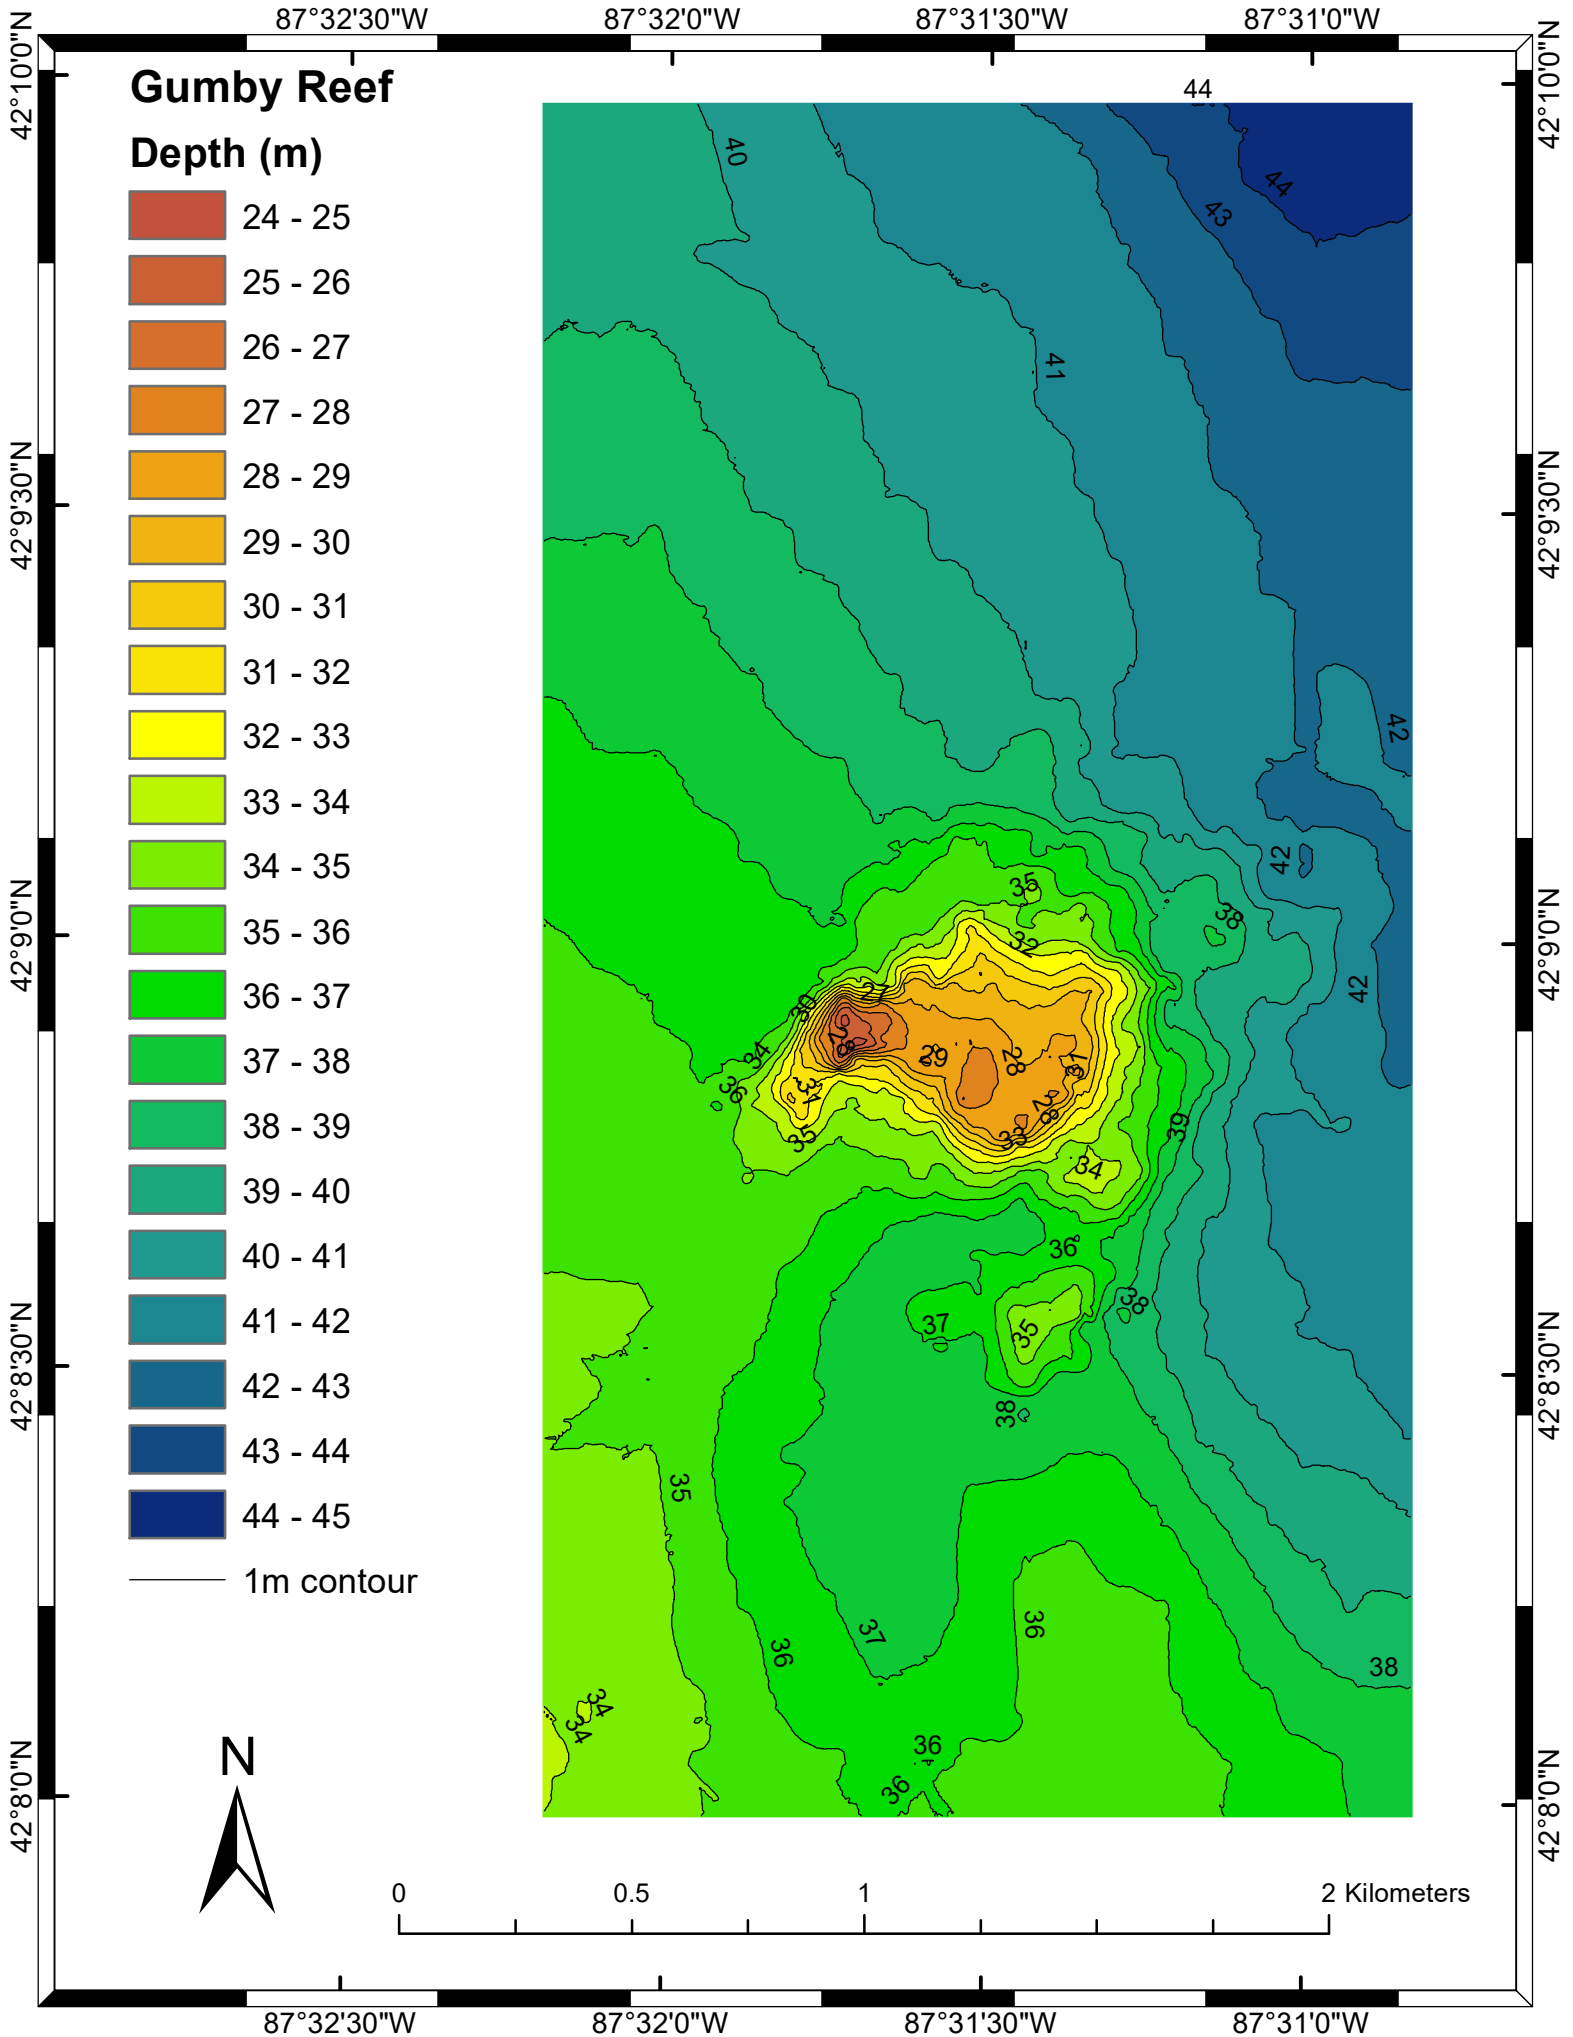 87°32'30"W 87°32'0"W 87°31'30"W 87°31'0"W
42°10'0"N
42°9'30"N
42°9'0"N
42°8'30"N
42°8'0"N
Gumby Reef
Depth (m)
24 - 25
25 - 26
26 - 27
27 - 28
28 - 29
29 - 30
30 - 31
31 - 32
32 - 33
33 - 34
34 - 35
35 - 36
36 - 37
37 - 38
38 - 39
39 - 40
40 - 41
41 - 42
42 - 43
43 - 44
44 - 45
1m contour
N
44
40
44
43
41
42
42
35
38
32
42
27
30
28
29
28
31
34
36
31
28
35
33
39
34
36
38
37
35
38
35
36
37
36
38
34
34
36
36
42°10'0"N
42°9'30"N
42°9'0"N
42°8'30"N
42°8'0"N
0 0.5 1 2 Kilometers
87°32'30"W 87°32'0"W 87°31'30"W 87°31'0"W